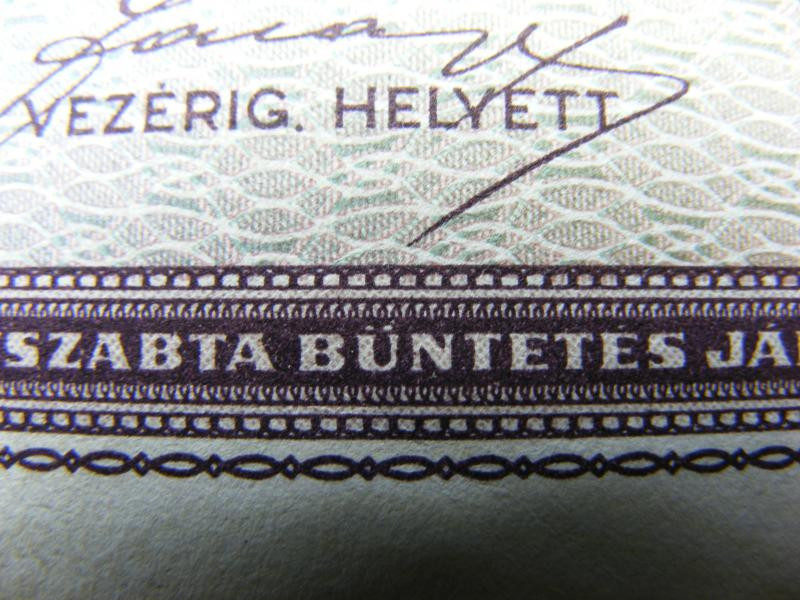 VEZÉRIG. HELYETT
SZABTA BÜNTETÉS JÁ